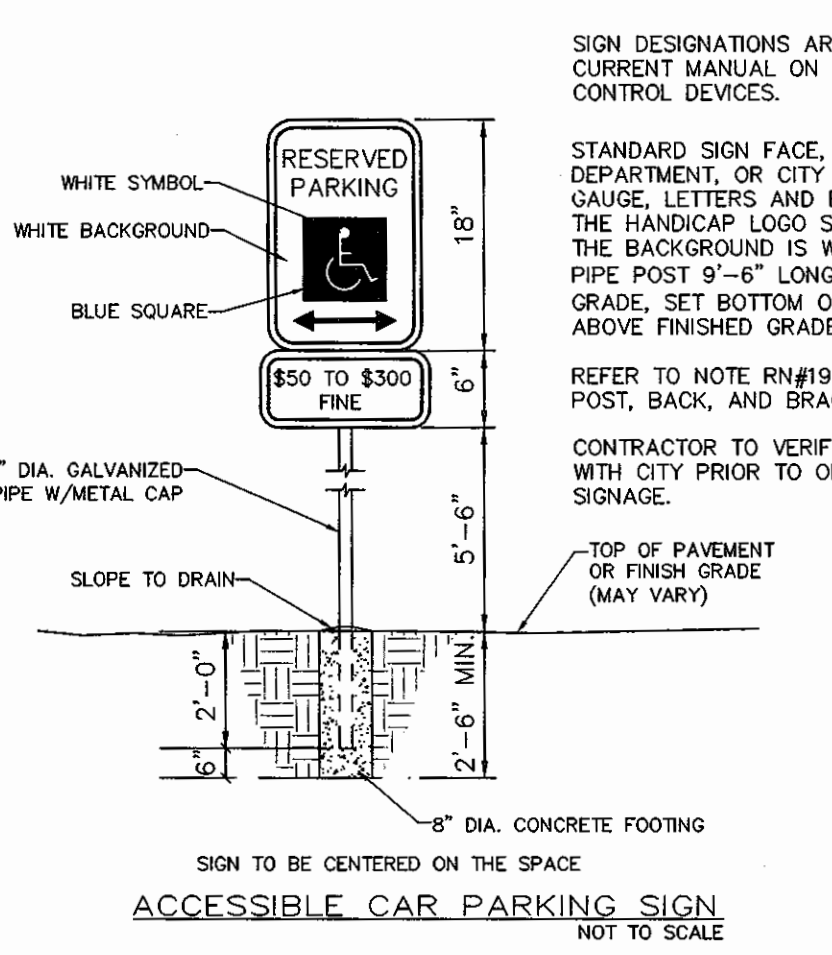 SIGN DESIGNATIONS
CURRENT MANUAL ON
CONTROL DEVICES.
STANDARD SIGN FACE,
DEPARTMENT, OR CITY
GAUGE, LETTERS AND
THE HANDICAP LOGO
THE BACKGROUND IS
PIPE POST 9'-6" LONG
GRADE, SET BOTTOM
ABOVE FINISHED GRADE
REFER TO NOTE RN#19
POST, BACK, AND
CONTRACTOR TO
WITH CITY PRIOR TO
SIGNAGE.
RESERVED
PARKING
WHITE SYMBOL
WHITE BACKGROUND
BLUE SQUARE
18"
$50 TO $300
FINE
6"
" DIA. GALVANIZED
PIPE W/METAL CAP
5'-6"
SLOPE TO DRAIN
TOP OF PAVEMENT
OR FINISH GRADE
(MAY VARY)
2'-0"
6"
2'-6" MIN.
8" DIA. CONCRETE FOOTING
SIGN TO BE CENTERED ON THE SPACE
ACCESSIBLE CAR PARKING SIGN
NOT TO SCALE